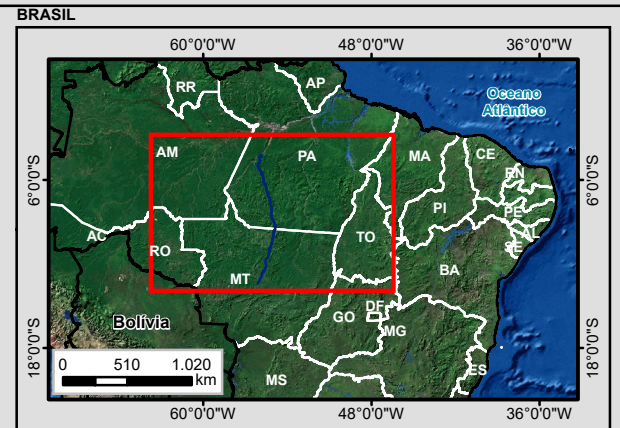 BRASIL
60°0'0"W 48°0'0"W 36°0'0"W
Oceano
Atlântico
RR
AP
AM
PA
MA
CE
RN
6°0'0"S
6°0'0"S
PI
PE
AL
SE
AC
RO
TO
BA
MT
Bolívia
GO
DF
MG
18°0'0"S
18°0'0"S
0 510 1.020
km
MS
ES
60°0'0"W 48°0'0"W 36°0'0"W